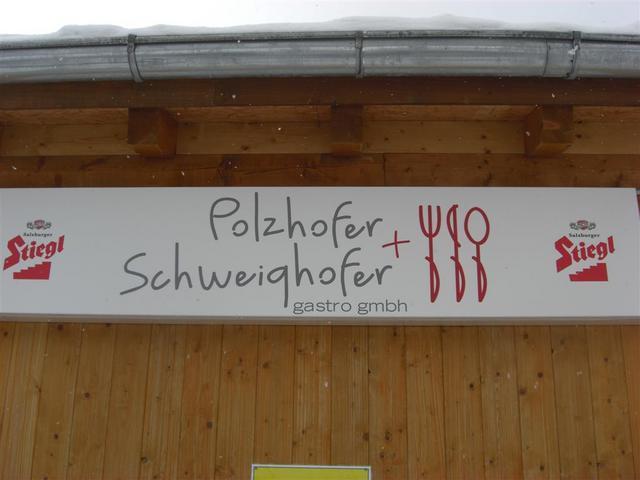 Polzhofer
+
Schweighofer
gastro gmbh
Salzburger
Stiegl
Salzburger
Stiegl